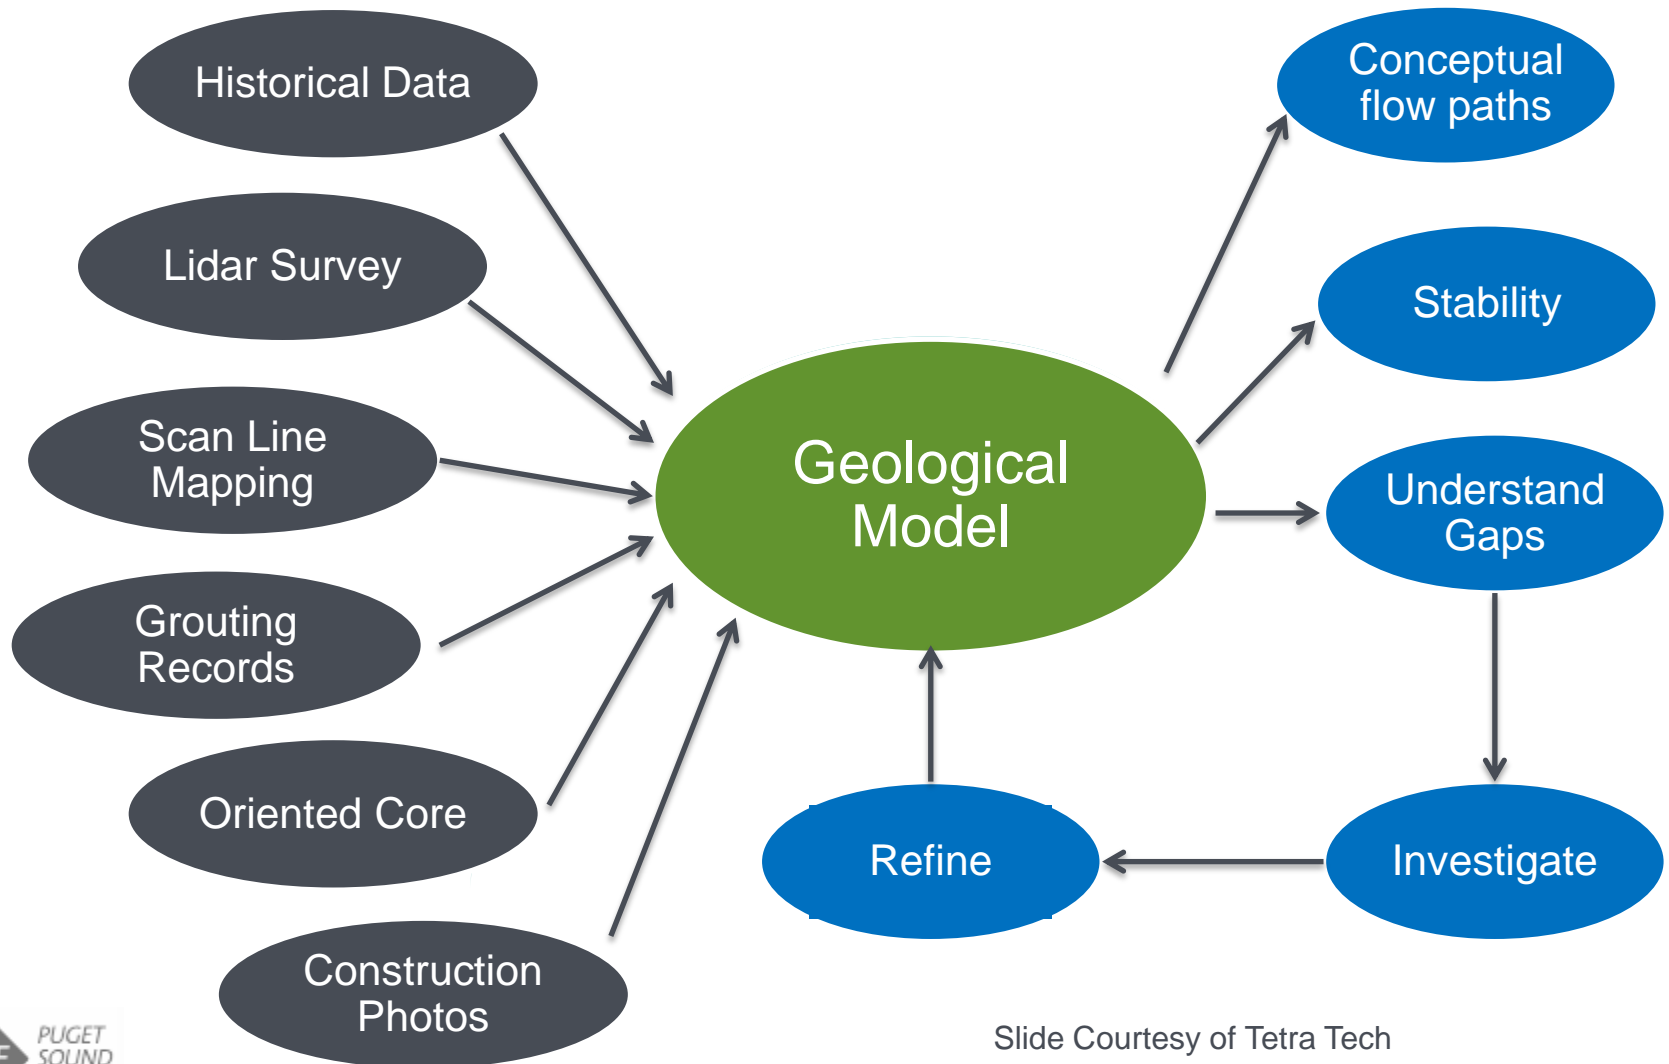 Historical Data
Lidar Survey
Scan Line
Mapping
Grouting
Records
Oriented Core
Construction
Photos
Geological
Model
Conceptual
flow paths
Stability
Understand
Gaps
Investigate
Refine
PUGET
SOUND
Slide Courtesy of Tetra Tech